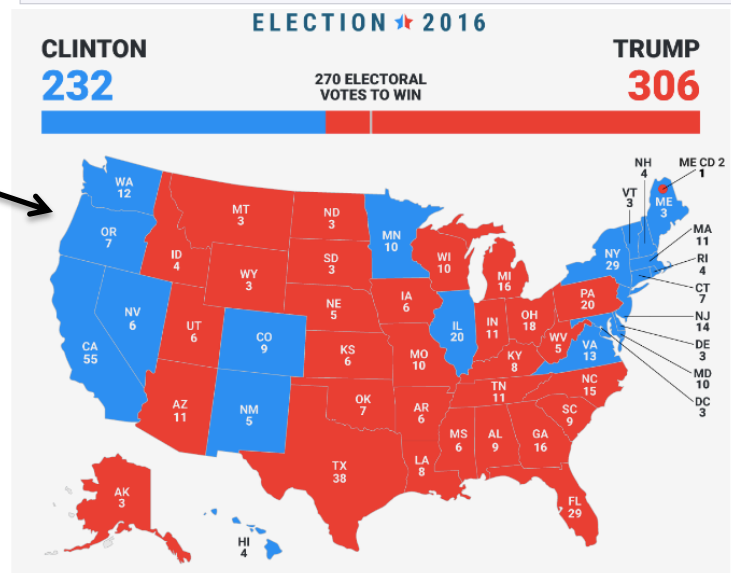 ELECTION 2016
CLINTON
232
270 ELECTORAL
VOTES TO WIN
TRUMP
306
WA
12
OR
7
CA
55
NV
6
ID
4
MT
3
WY
3
UT
6
AZ
11
CO
9
NM
5
ND
3
SD
3
NE
5
KS
6
OK
7
TX
38
MN
10
IA
6
MO
10
AR
6
LA
8
WI
10
IL
20
MI
16
IN
11
OH
18
KY
8
TN
11
MS
6
AL
9
GA
16
FL
29
SC
9
NC
15
VA
13
WV
5
PA
20
NY
29
VT
3
NH
4
ME CD 2
1
ME
3
MA
11
RI
4
CT
7
NJ
14
DE
3
MD
10
DC
3
AK
3
HI
4